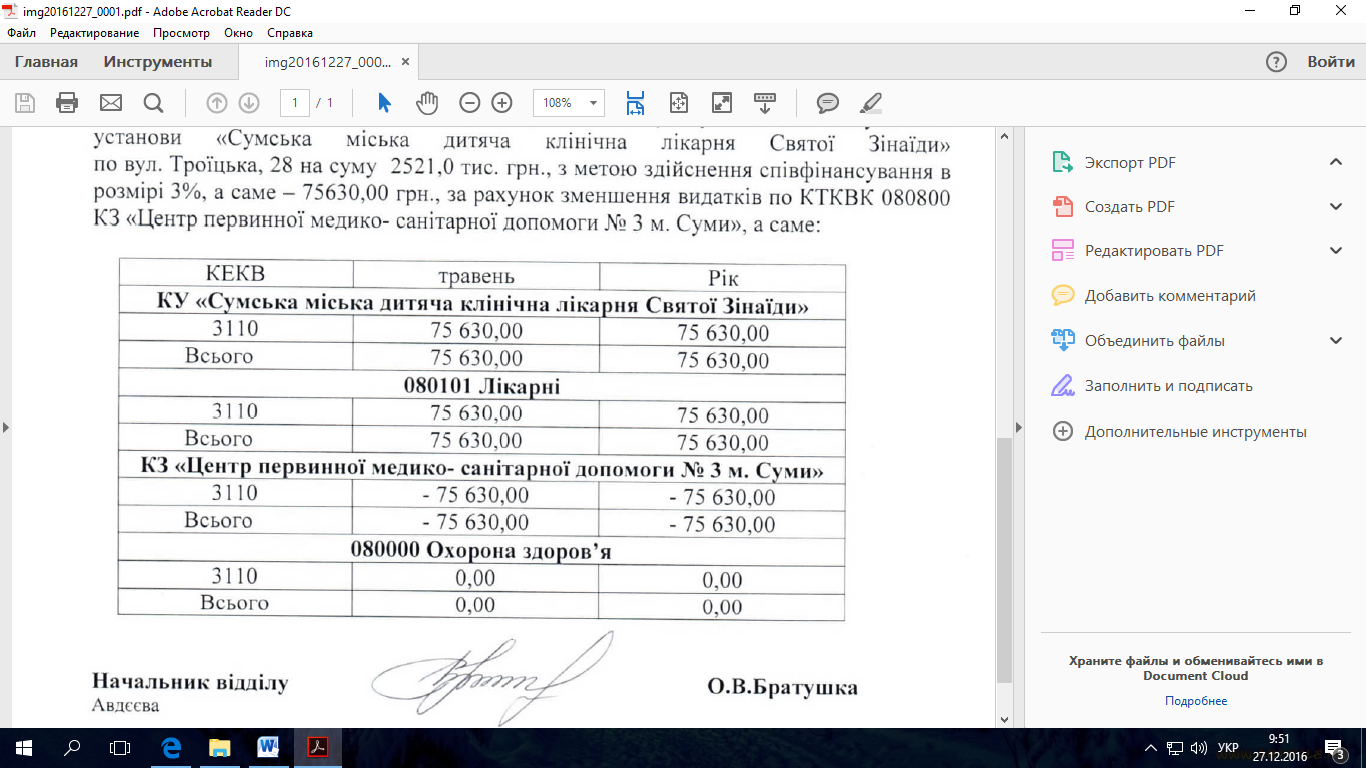 img20161227_0001.pdf - Adobe Acrobat Reader DC
Файл Редактирование Просмотр Окно Справка
Главная Инструменты img20161227_000... × Войти
1 / 1 108%
установи «Сумська міська дитяча клінічна лікарня Святої Зінаїди»
по вул. Троїцька, 28 на суму 2521,0 тис. грн., з метою здійснення співфінансування в
розмірі 3%, а саме – 75630,00 грн., за рахунок зменшення видатків по КТКВК 080800
КЗ «Центр первинної медико- санітарної допомоги № 3 м. Суми», а саме:
КЕКВ травень Рік
КУ «Сумська міська дитяча клінічна лікарня Святої Зінаїди»
3110 75 630,00 75 630,00
Всього 75 630,00 75 630,00
080101 Лікарні
3110 75 630,00 75 630,00
Всього 75 630,00 75 630,00
КЗ «Центр первинної медико- санітарної допомоги № 3 м. Суми»
3110 - 75 630,00 - 75 630,00
Всього - 75 630,00 - 75 630,00
080000 Охорона здоров’я
3110 0,00 0,00
Всього 0,00 0,00
Начальник відділу О.В.Братушка
Авдєєва
Экспорт PDF
Создать PDF
Редактировать PDF
Добавить комментарий
Объединить файлы
Заполнить и подписать
Дополнительные инструменты
Храните файлы и обменивайтесь ими в
Document Cloud
Подробнее
УКР
9:51
27.12.2016
3